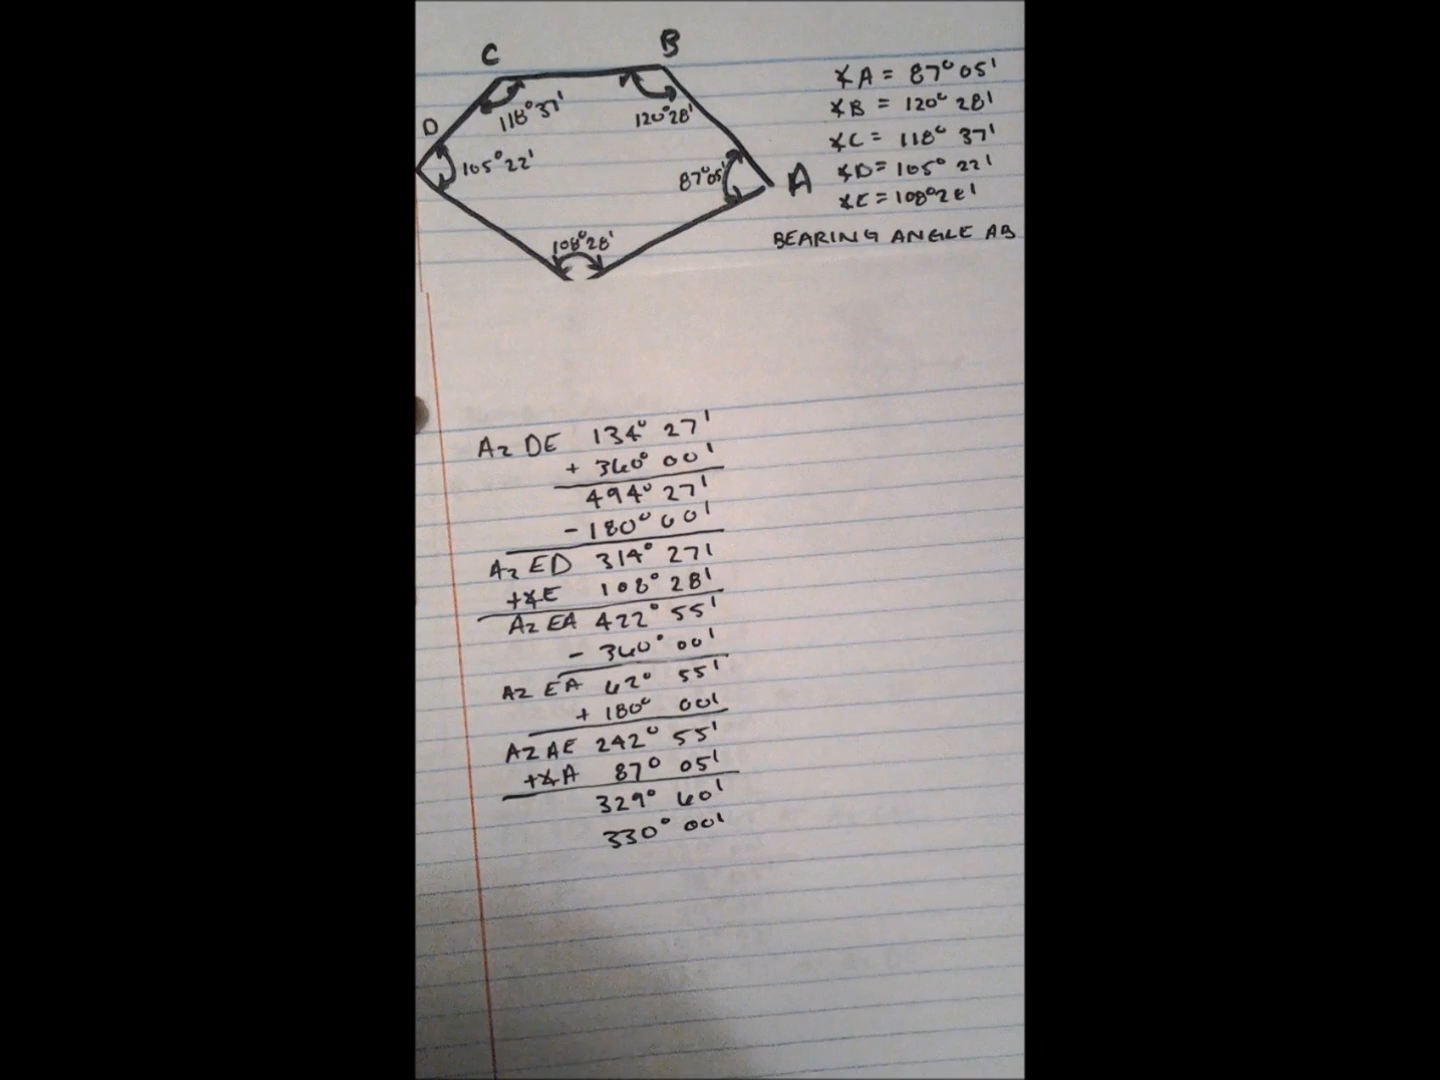 C
B
D
118° 37'
120° 28'
105° 22'
87° 05'
A
108° 28'
∡A = 87° 05'
∡B = 120° 28'
∡C = 118° 37'
∡D = 105° 22'
∡E = 108° 28'
BEARING ANGLE AB
Az DE 134° 27'
+ 360° 00'
494° 27'
- 180° 00'
Az ED 314° 27'
+∡E 108° 28'
Az EA 422° 55'
- 360° 00'
Az EA 62° 55'
+ 180° 00'
Az AE 242° 55'
+∡A 87° 05'
329° 60'
330° 00'